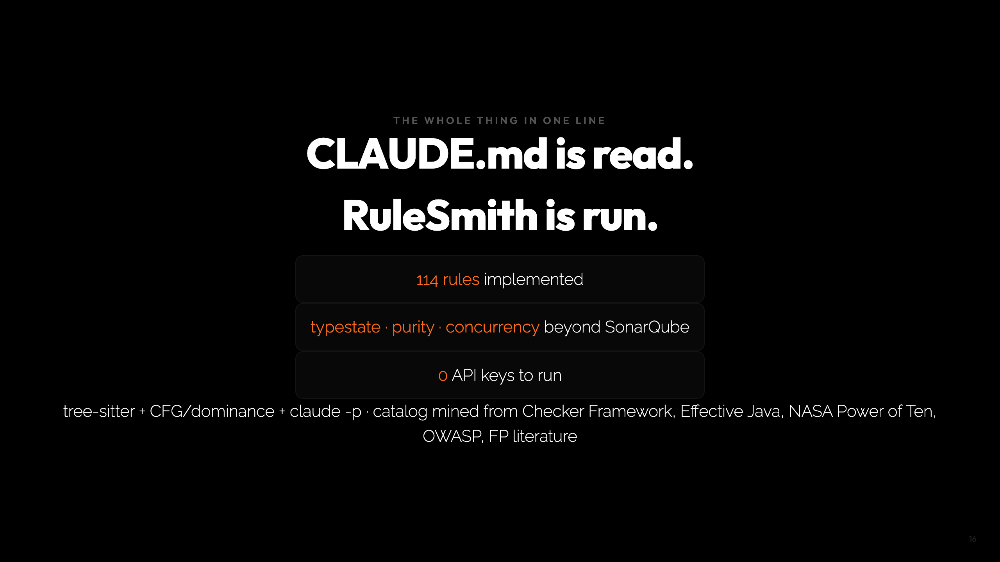 THE WHOLE THING IN ONE LINE
CLAUDE.md is read.
RuleSmith is run.
114 rules implemented
typestate · purity · concurrency beyond SonarQube
0 API keys to run
tree-sitter + CFG/dominance + claude -p · catalog mined from Checker Framework, Effective Java, NASA Power of Ten,
OWASP, FP literature
16